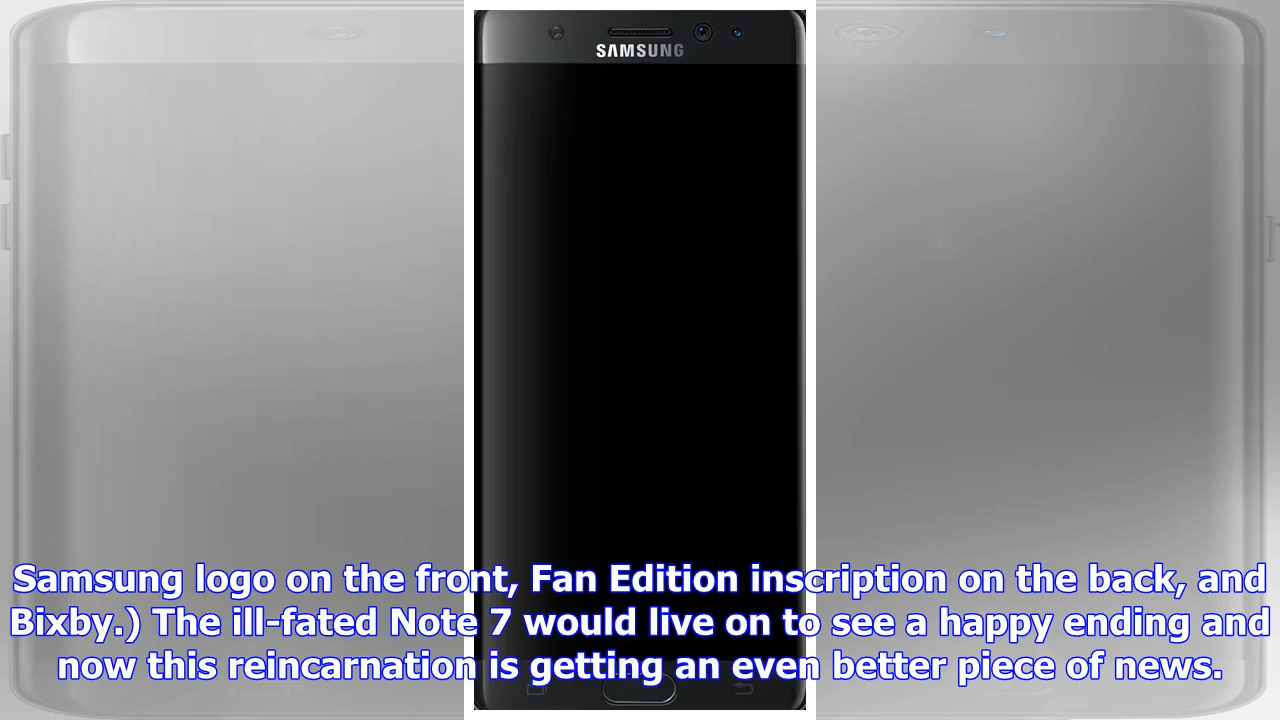 SAMSUNG
Samsung logo on the front, Fan Edition inscription on the back, and
Bixby.) The ill-fated Note 7 would live on to see a happy ending and
now this reincarnation is getting an even better piece of news.